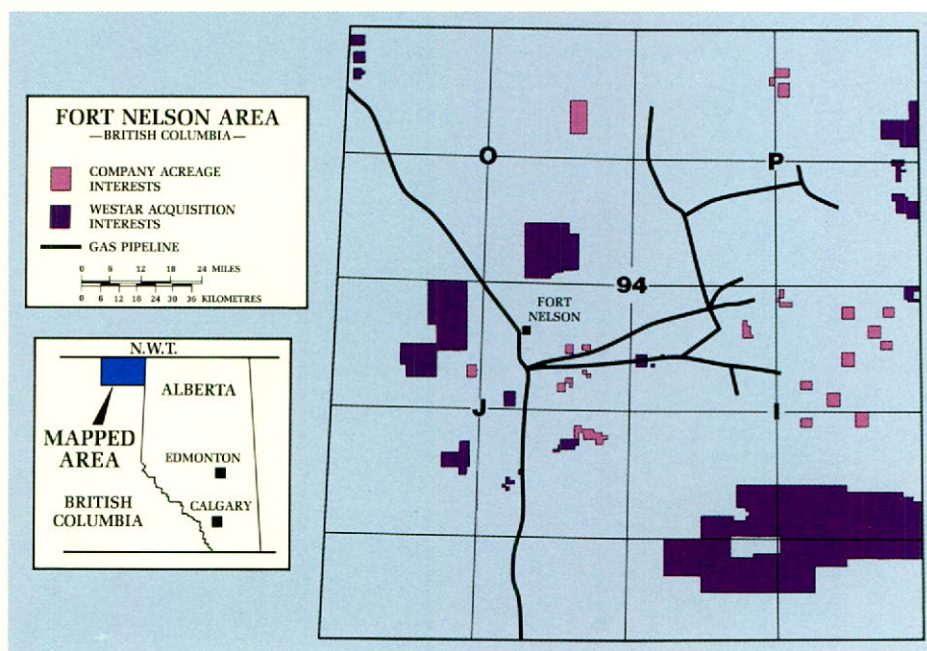 FORT NELSON AREA
—BRITISH COLUMBIA—
COMPANY ACREAGE
INTERESTS
WESTAR ACQUISITION
INTERESTS
GAS PIPELINE
0 6 12 18 24 MILES
0 6 12 18 24 30 36 KILOMETRES
N.W.T.
ALBERTA
MAPPED
AREA
EDMONTON
BRITISH
COLUMBIA
CALGARY
O
P
94
FORT
NELSON
J
I